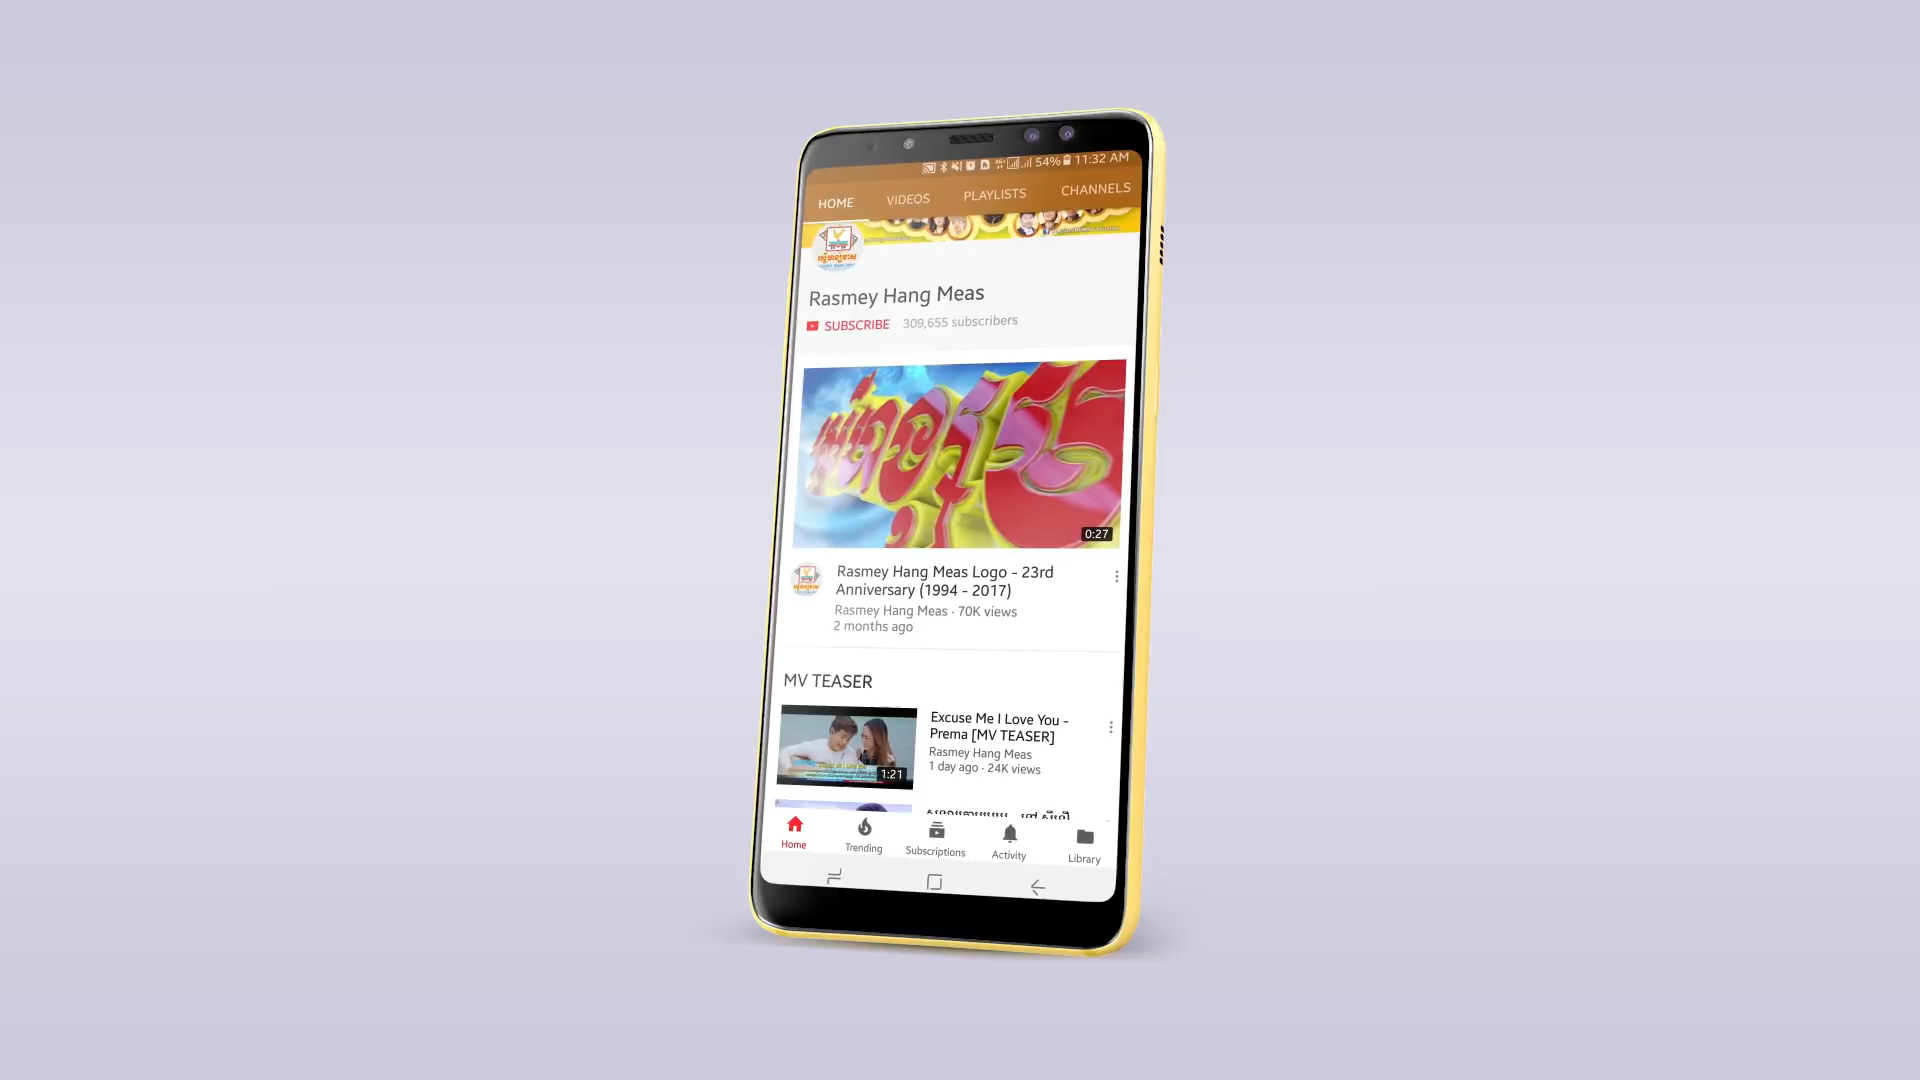 54% 11:32 AM
HOME VIDEOS PLAYLISTS CHANNELS
Rasmey Hang Meas
SUBSCRIBE 309,655 subscribers
0:27
Rasmey Hang Meas Logo - 23rd
Anniversary (1994 - 2017)
Rasmey Hang Meas · 70K views
2 months ago
MV TEASER
1:21
Excuse Me I Love You -
Prema [MV TEASER]
Rasmey Hang Meas
1 day ago · 24K views
Home Trending Subscriptions Activity Library